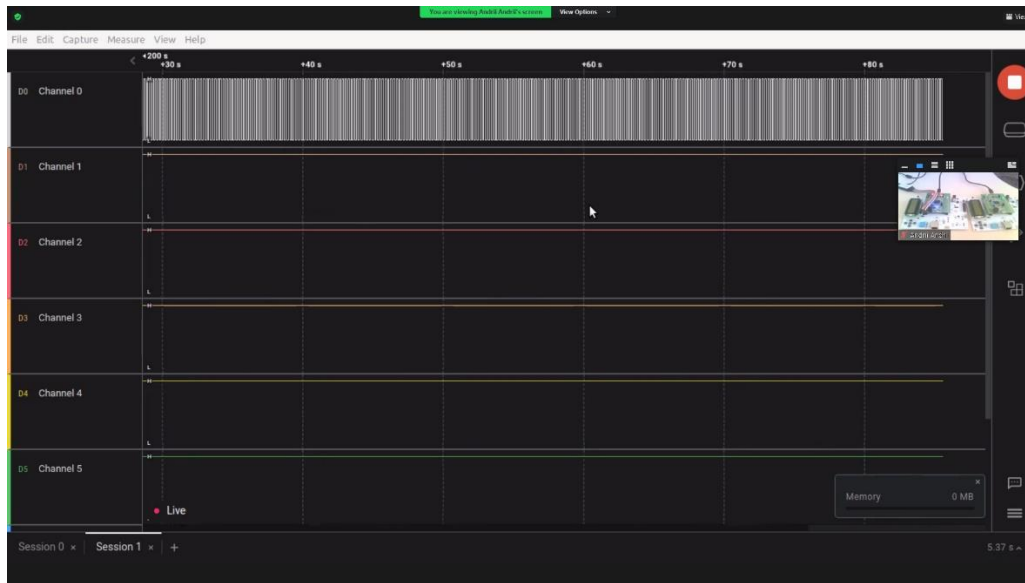 You are viewing Andrii Andrii's screen View Options
File Edit Capture Measure View Help
+200 s
+30 s +40 s +50 s +60 s +70 s +80 s
D0 Channel 0
H
L
D1 Channel 1
H
L
D2 Channel 2
H
L
D3 Channel 3
H
L
D4 Channel 4
H
L
D5 Channel 5
H
Andrii Andrii
Memory 0 MB
Live
Session 0 × Session 1 × +
5.37 s